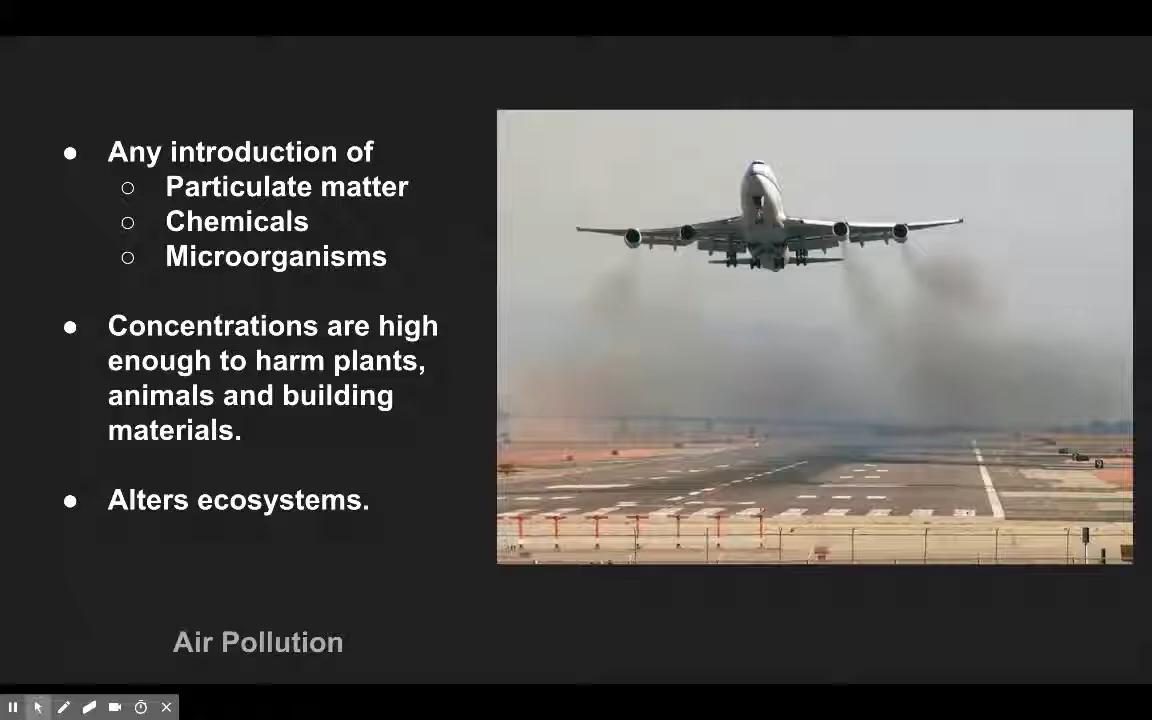 ● Any introduction of
○ Particulate matter
○ Chemicals
○ Microorganisms
● Concentrations are high
enough to harm plants,
animals and building
materials.
● Alters ecosystems.
Air Pollution